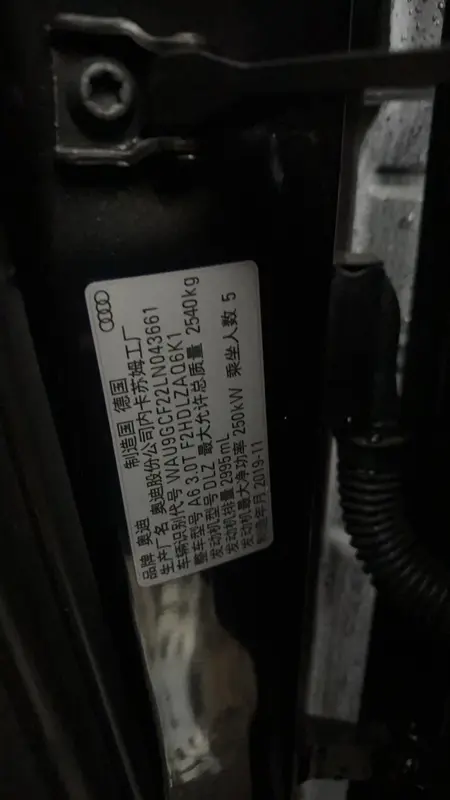 品牌 奥迪 制造国 德国
生产厂名 奥迪股份公司内卡苏姆工厂
车辆识别代号 WAU9GCF22LN043661
整车型号 A6 3.0T F2HDLZAQ6K1
发动机型号 DLZ 最大允许总质量 2540kg
发动机排量 2995mL
发动机最大净功率 250kW 乘坐人数 5
制造年月 2019-11